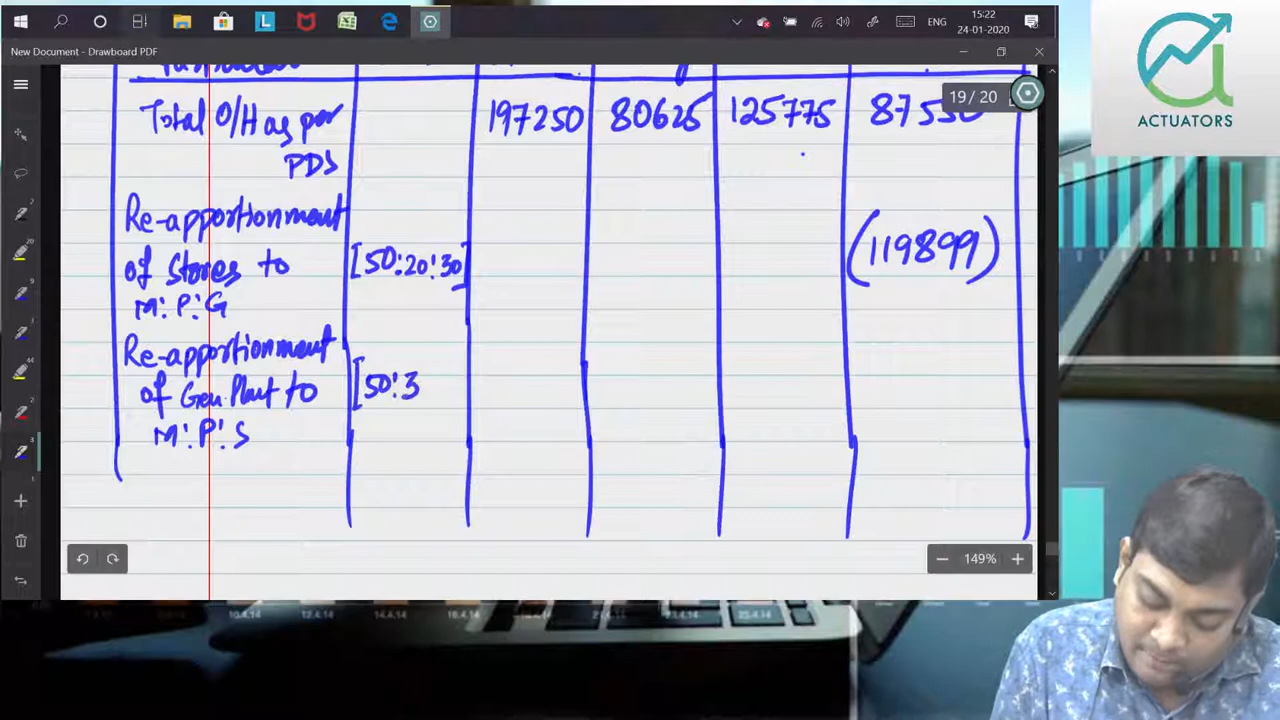 15:22
ENG
24-01-2020
New Document - Drawboard PDF
19 / 20
ACTUATORS
Total O/H as per 197250 80625 125775 87550
PDS
Re-apportionment
of Stores to [50:20:30] (119899)
M:P:G
Re-apportionment
of Gen. Plant to [50:3
M:P:S
149%